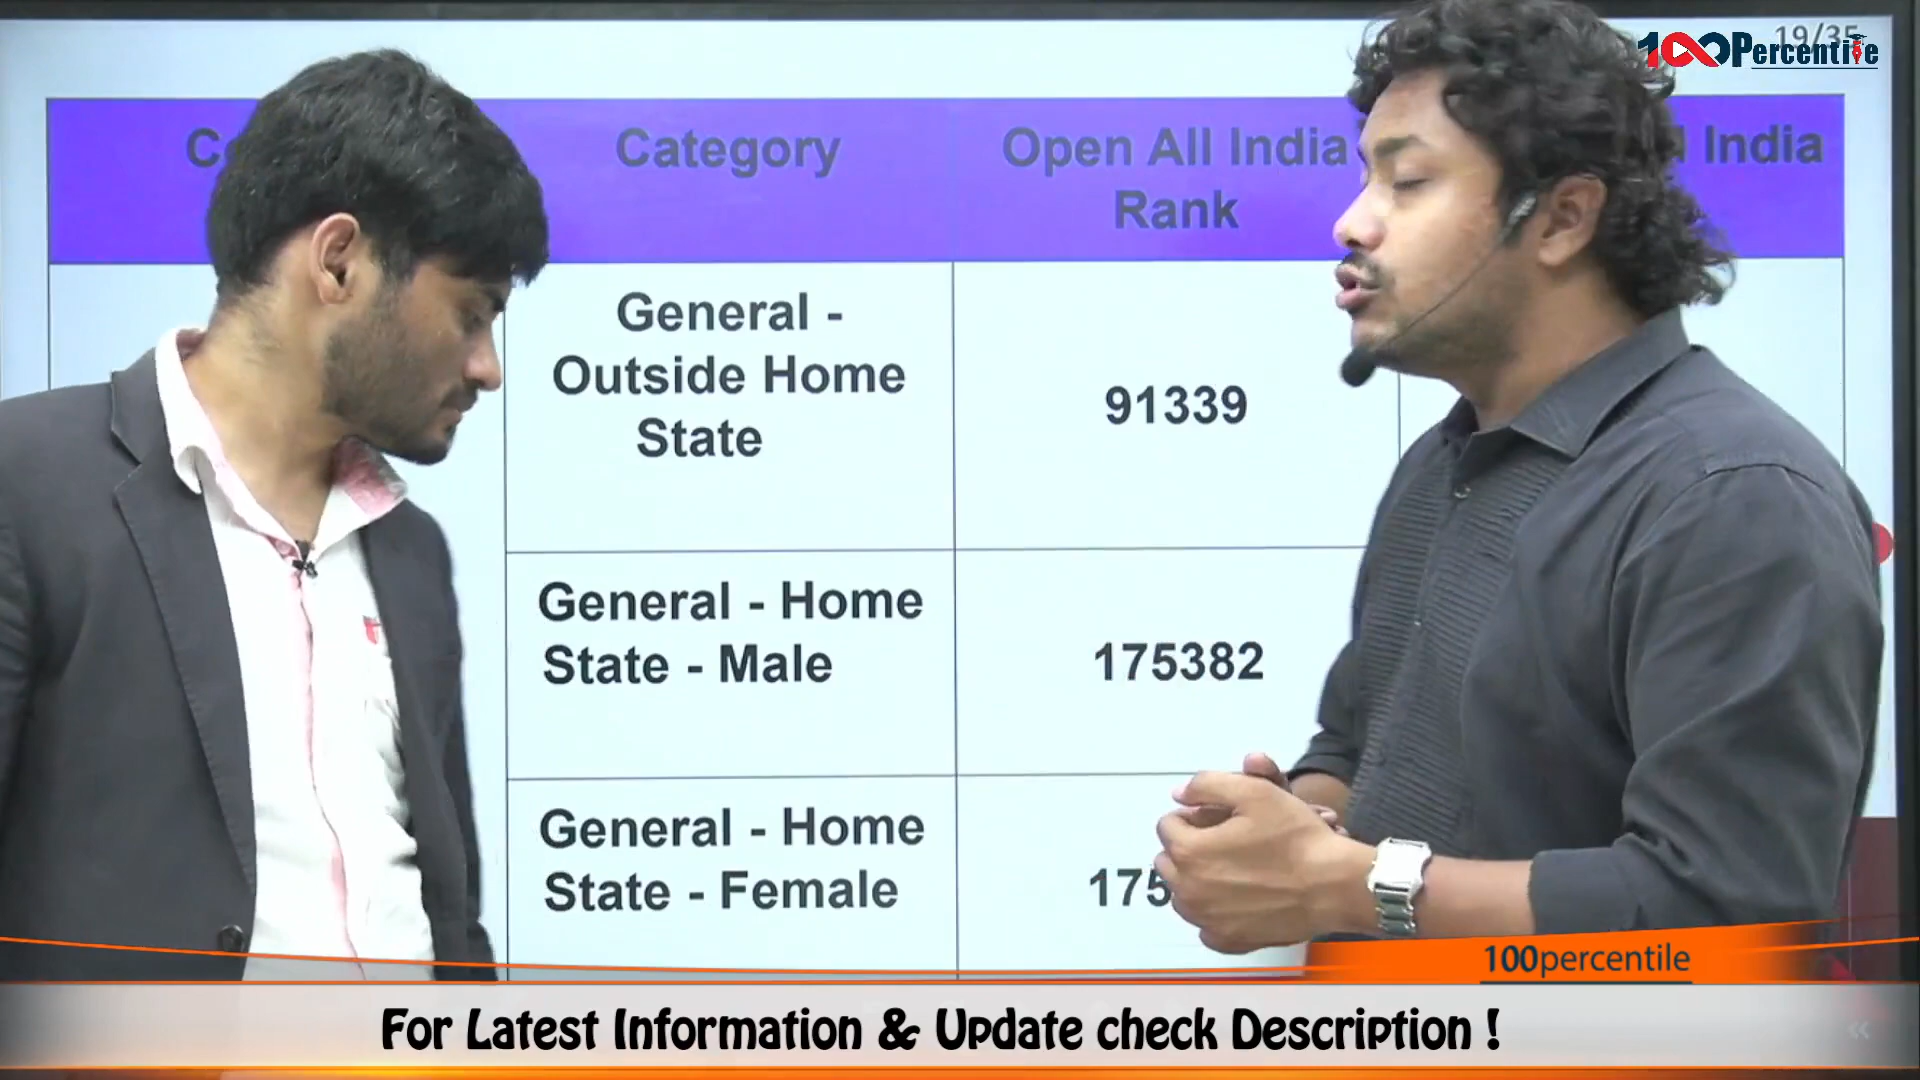 19/35
100Percentile
Category
Open All India
Rank
India
General -
Outside Home
State
91339
General - Home
State - Male
175382
General - Home
State - Female
175
100percentile
For Latest Information & Update check Description !